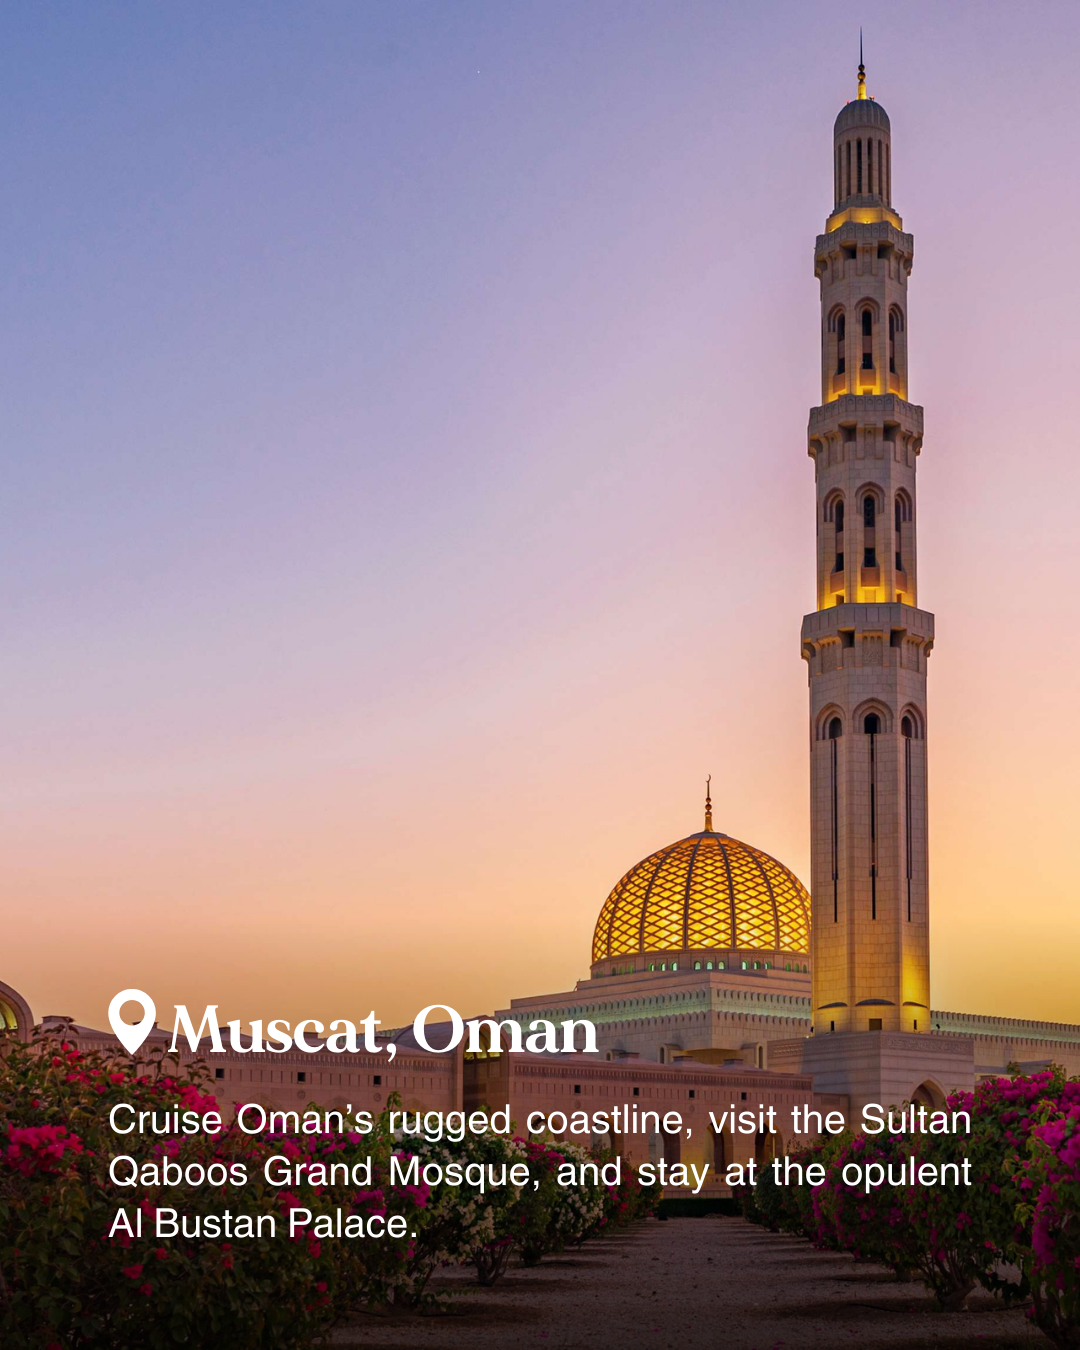 Muscat, Oman
Cruise Oman’s rugged coastline, visit the Sultan
Qaboos Grand Mosque, and stay at the opulent
Al Bustan Palace.